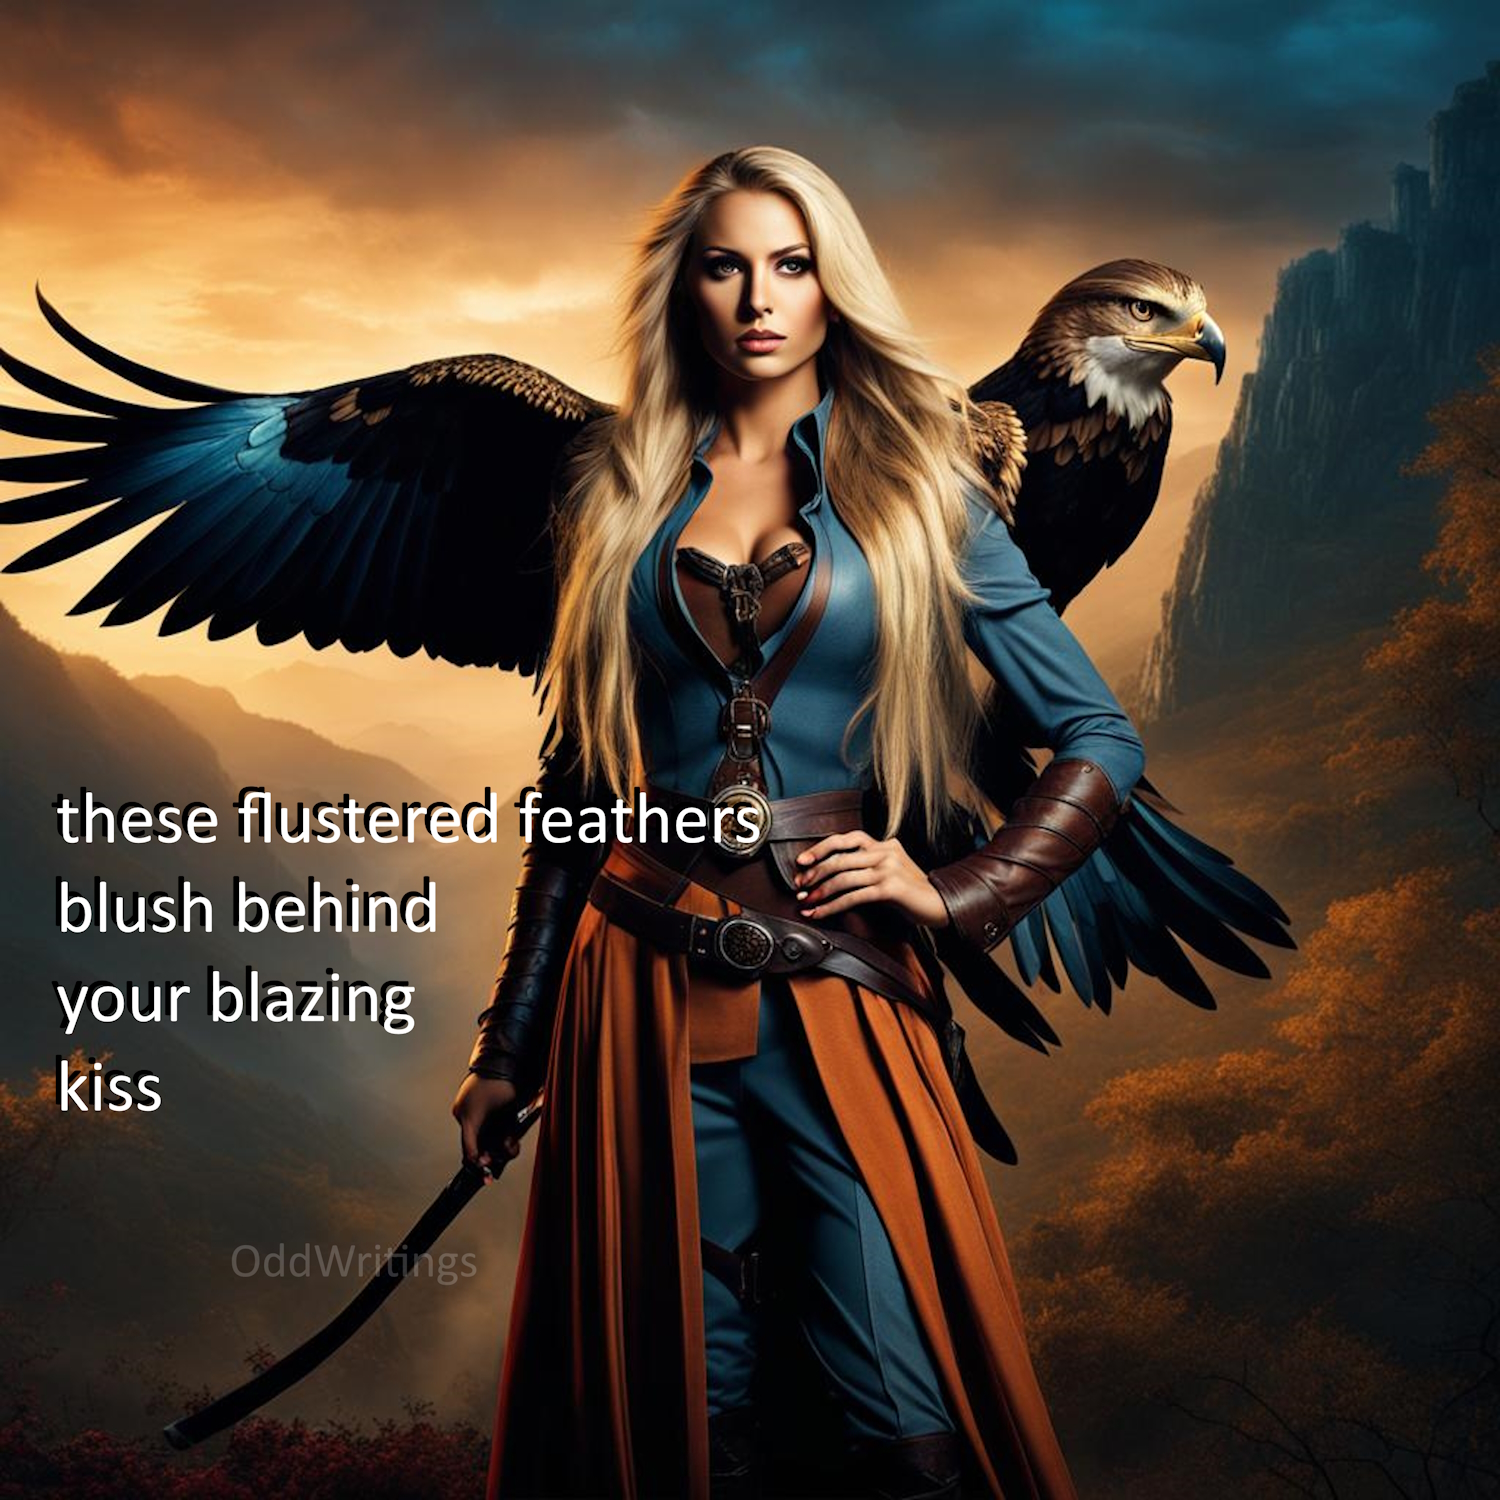 these flustered feathers
blush behind
your blazing
kiss
OddWritings